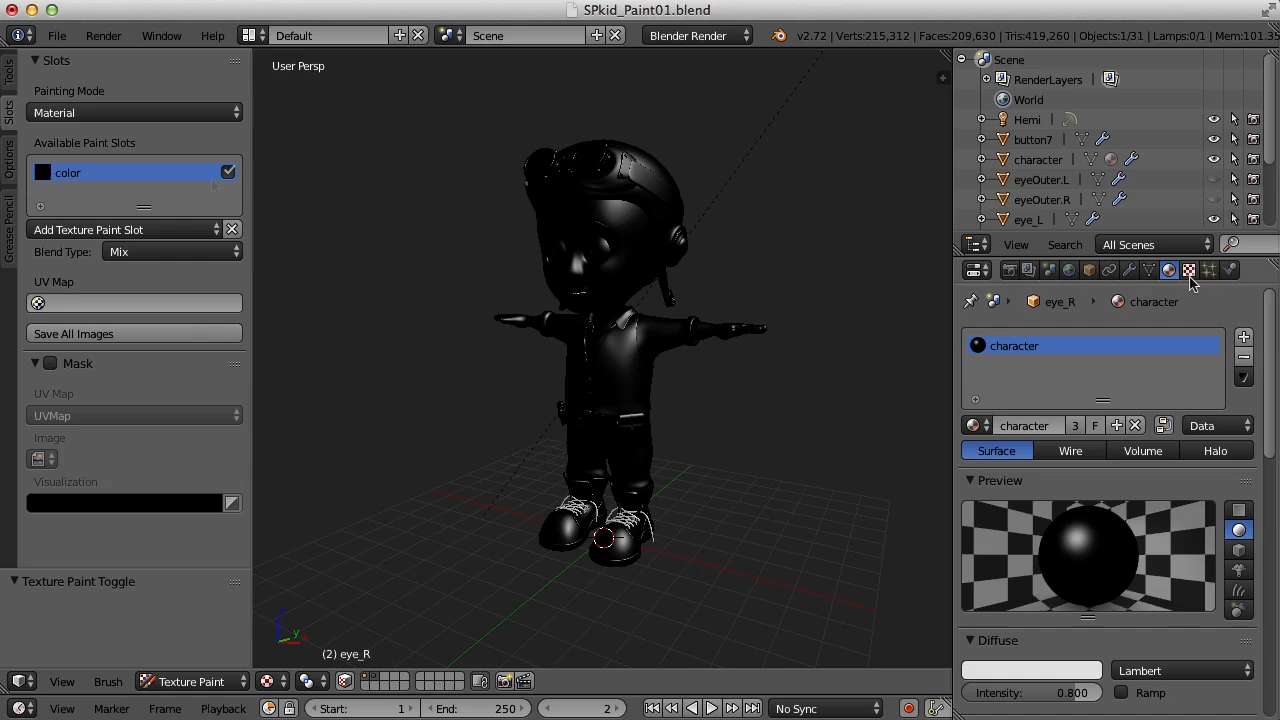 SPkid_Paint01.blend
File Render Window Help Default Scene Blender Render v2.72 | Verts:215,312 | Faces:209,630 | Tris:419,260 | Objects:1/31 | Lamps:0/1 | Mem:101.35
Tools
Slots
Options
Grease Pencil
Slots
Painting Mode
Material
Available Paint Slots
color
Add Texture Paint Slot
Blend Type: Mix
UV Map
Save All Images
Mask
UV Map
UVMap
Image
Visualization
Texture Paint Toggle
User Persp
z
y
x
(2) eye_R
Scene
RenderLayers
World
Hemi
button7
character
eyeOuter.L
eyeOuter.R
eye_L
View Search All Scenes
eye_R character
character
character 3 F Data
Surface Wire Volume Halo
Preview
Diffuse
Lambert
Intensity: 0.800 Ramp
View Brush Texture Paint
View Marker Frame Playback Start: 1 End: 250 2 No Sync